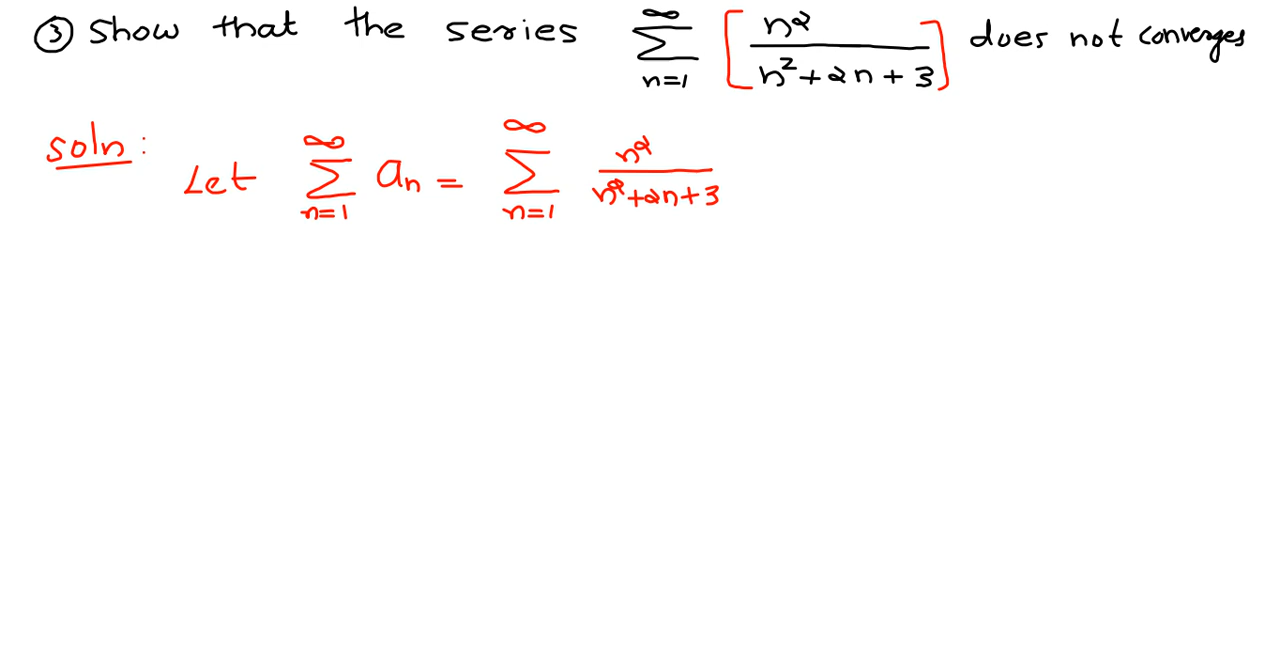 ③ Show that the series ∑_{n=1}^{∞} [n²/(n²+2n+3)] does not converges
soln: Let ∑_{n=1}^{∞} aₙ = ∑_{n=1}^{∞} n²/(n²+2n+3)